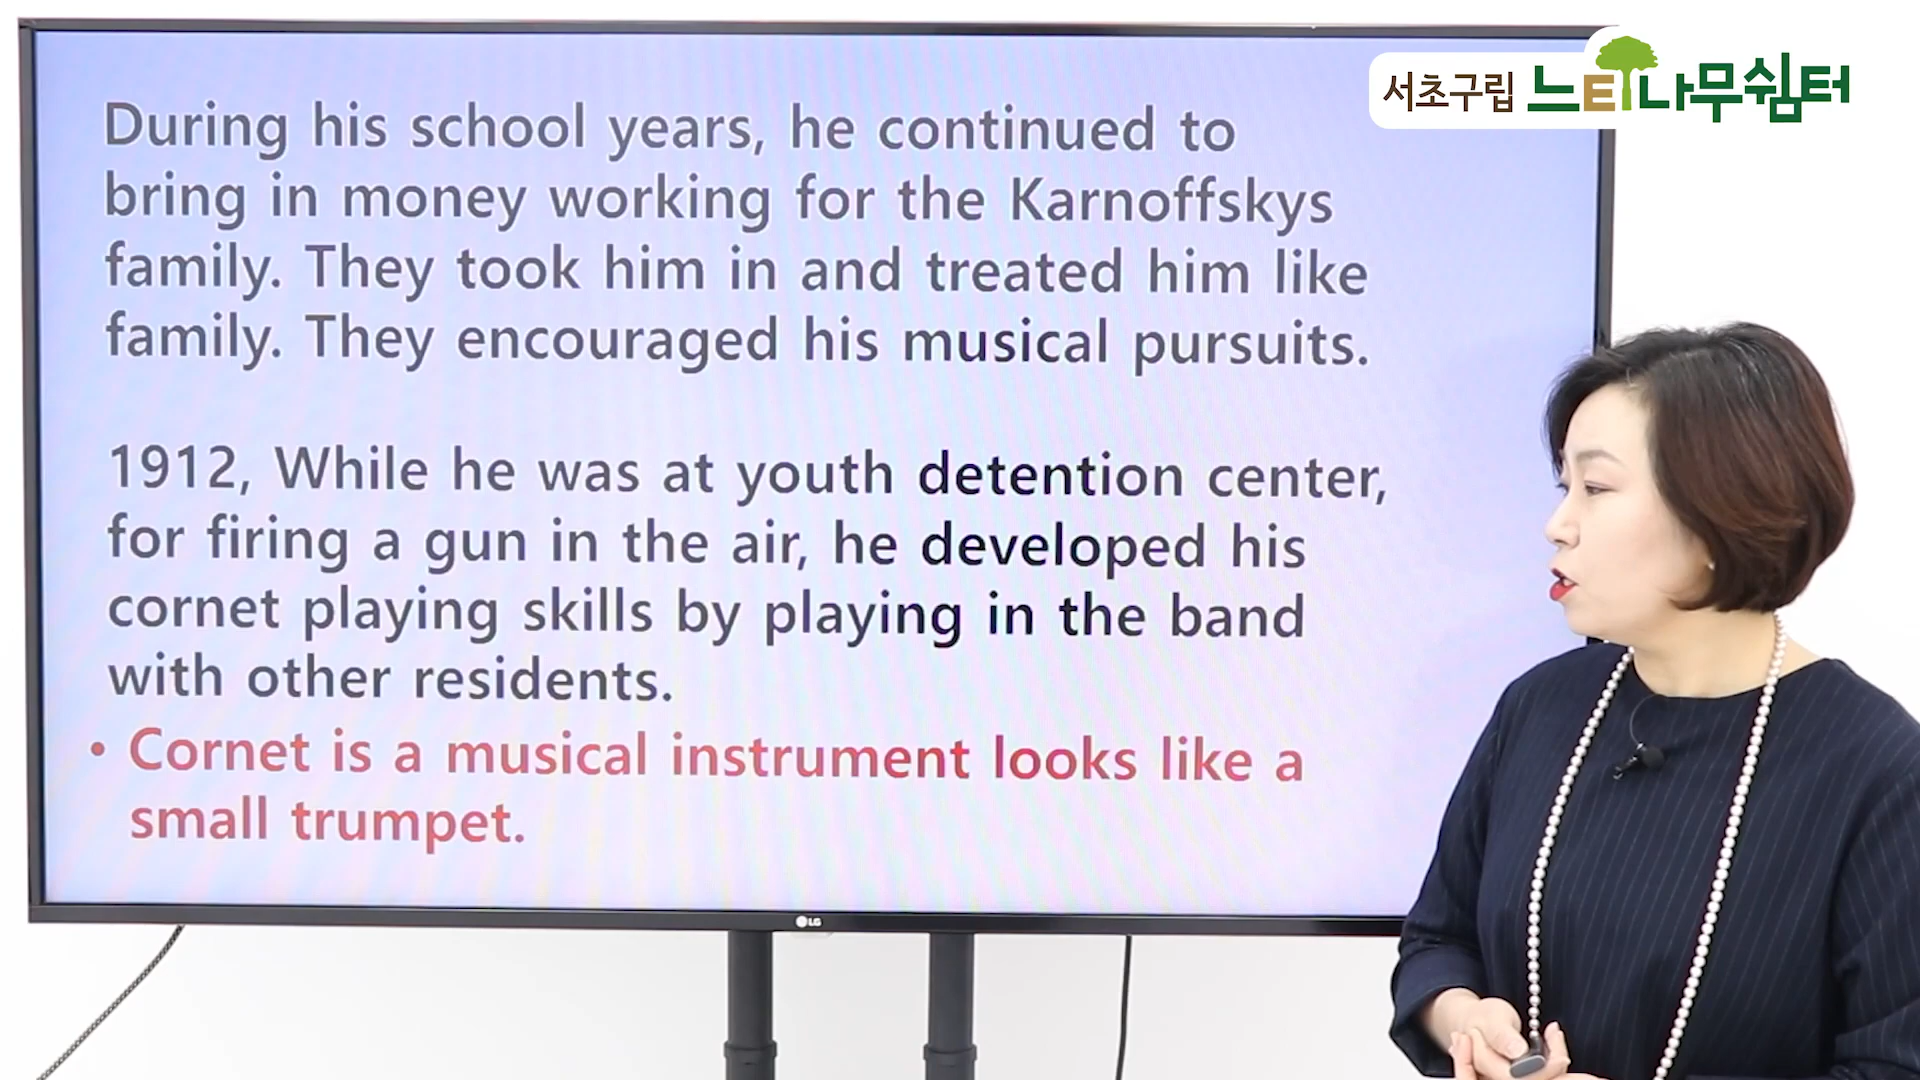 서초구립 느티나무쉼터
During his school years, he continued to
bring in money working for the Karnoffskys
family. They took him in and treated him like
family. They encouraged his musical pursuits.
1912, While he was at youth detention center,
for firing a gun in the air, he developed his
cornet playing skills by playing in the band
with other residents.
• Cornet is a musical instrument looks like a
small trumpet.
LG